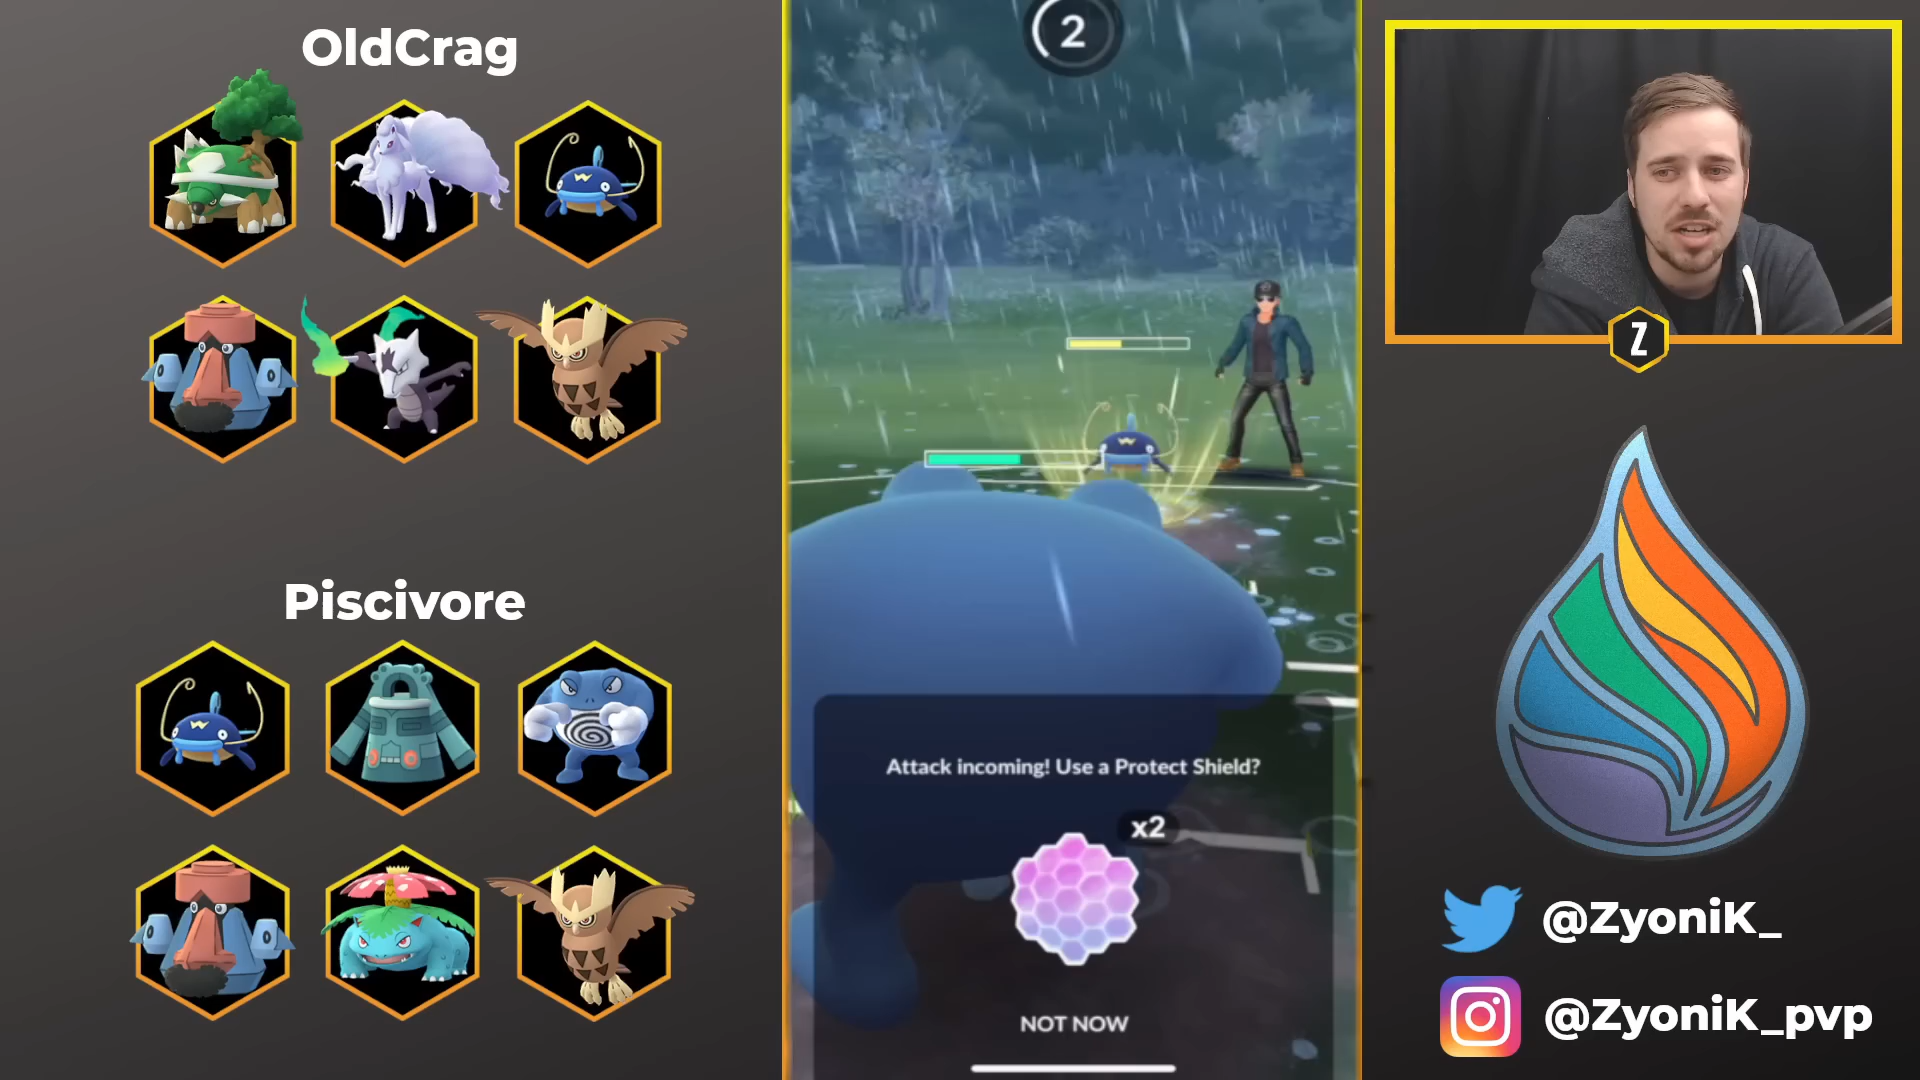 OldCrag
Piscivore
2
Attack incoming! Use a Protect Shield?
x2
NOT NOW
Z
@ZyoniK_
@ZyoniK_pvp